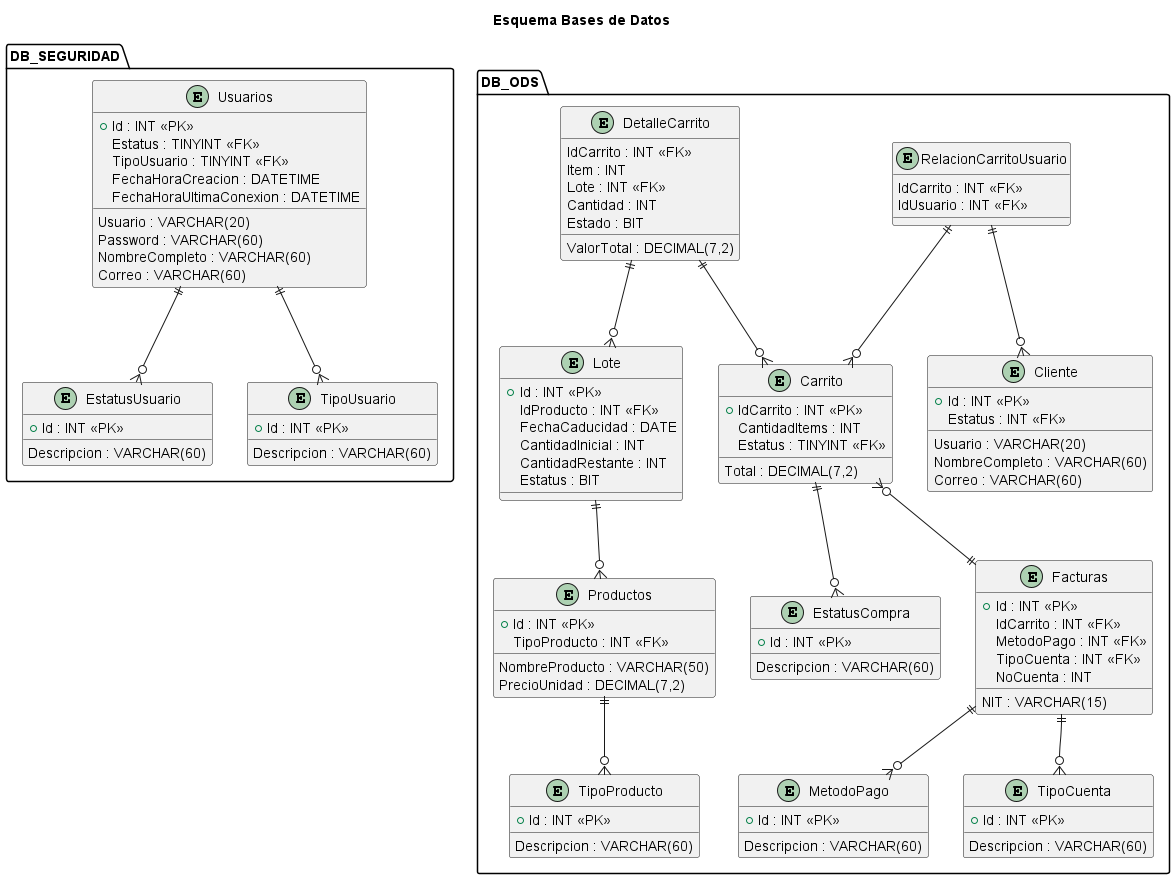 Esquema Bases de Datos
DB_SEGURIDAD
E Usuarios
Id : INT «PK»
Estatus : TINYINT «FK»
TipoUsuario : TINYINT «FK»
FechaHoraCreacion : DATETIME
FechaHoraUltimaConexion : DATETIME
Usuario : VARCHAR(20)
Password : VARCHAR(60)
NombreCompleto : VARCHAR(60)
Correo : VARCHAR(60)
E EstatusUsuario
Id : INT «PK»
Descripcion : VARCHAR(60)
E TipoUsuario
Id : INT «PK»
Descripcion : VARCHAR(60)
DB_ODS
E DetalleCarrito
IdCarrito : INT «FK»
Item : INT
Lote : INT «FK»
Cantidad : INT
Estado : BIT
ValorTotal : DECIMAL(7,2)
E RelacionCarritoUsuario
IdCarrito : INT «FK»
IdUsuario : INT «FK»
E Lote
Id : INT «PK»
IdProducto : INT «FK»
FechaCaducidad : DATE
CantidadInicial : INT
CantidadRestante : INT
Estatus : BIT
E Carrito
IdCarrito : INT «PK»
CantidadItems : INT
Estatus : TINYINT «FK»
Total : DECIMAL(7,2)
E Cliente
Id : INT «PK»
Estatus : INT «FK»
Usuario : VARCHAR(20)
NombreCompleto : VARCHAR(60)
Correo : VARCHAR(60)
E Productos
Id : INT «PK»
TipoProducto : INT «FK»
NombreProducto : VARCHAR(50)
PrecioUnidad : DECIMAL(7,2)
E EstatusCompra
Id : INT «PK»
Descripcion : VARCHAR(60)
E Facturas
Id : INT «PK»
IdCarrito : INT «FK»
MetodoPago : INT «FK»
TipoCuenta : INT «FK»
NoCuenta : INT
NIT : VARCHAR(15)
E TipoProducto
Id : INT «PK»
Descripcion : VARCHAR(60)
E MetodoPago
Id : INT «PK»
Descripcion : VARCHAR(60)
E TipoCuenta
Id : INT «PK»
Descripcion : VARCHAR(60)